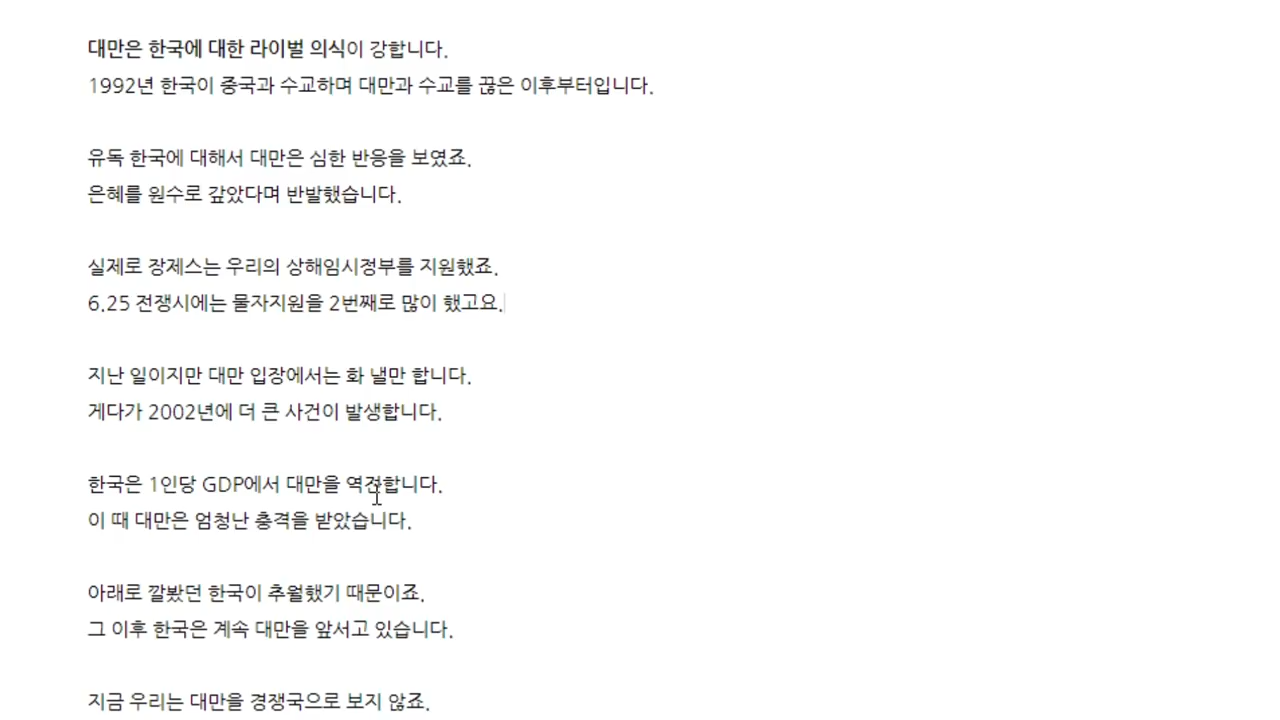 대만은 한국에 대한 라이벌 의식이 강합니다.
1992년 한국이 중국과 수교하며 대만과 수교를 끊은 이후부터입니다.
유독 한국에 대해서 대만은 심한 반응을 보였죠.
은혜를 원수로 갚았다며 반발했습니다.
실제로 장제스는 우리의 상해임시정부를 지원했죠.
6.25 전쟁시에는 물자지원을 2번째로 많이 했고요.
지난 일이지만 대만 입장에서는 화 낼만 합니다.
게다가 2002년에 더 큰 사건이 발생합니다.
한국은 1인당 GDP에서 대만을 역전합니다.
이 때 대만은 엄청난 충격을 받았습니다.
아래로 깔봤던 한국이 추월했기 때문이죠.
그 이후 한국은 계속 대만을 앞서고 있습니다.
지금 우리는 대만을 경쟁국으로 보지 않죠.